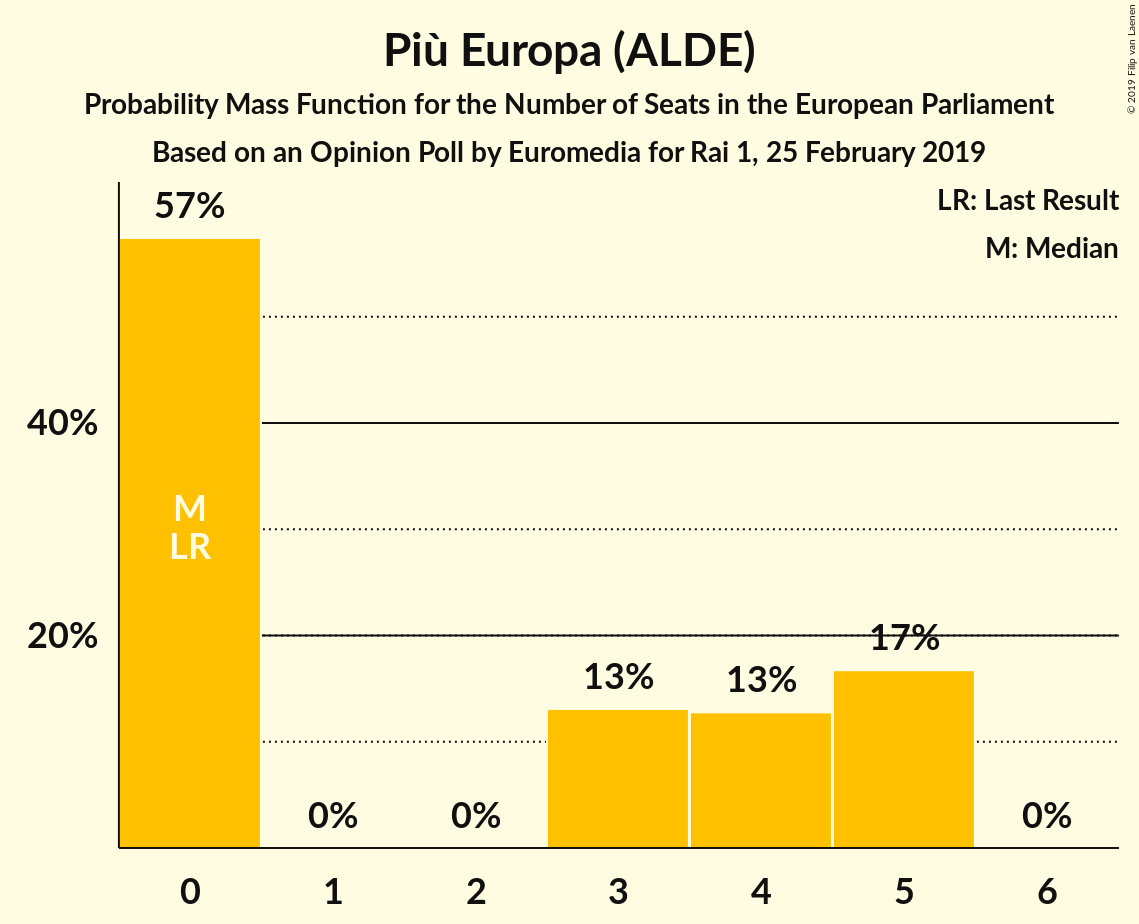 Più Europa (ALDE)
Probability Mass Function for the Number of Seats in the European Parliament
Based on an Opinion Poll by Euromedia for Rai 1, 25 February 2019
© 2019 Filip van Laenen
LR: Last Result
M: Median
57%
40%
M
LR
20%
17%
13%
13%
0%
0%
0%
0
1
2
3
4
5
6